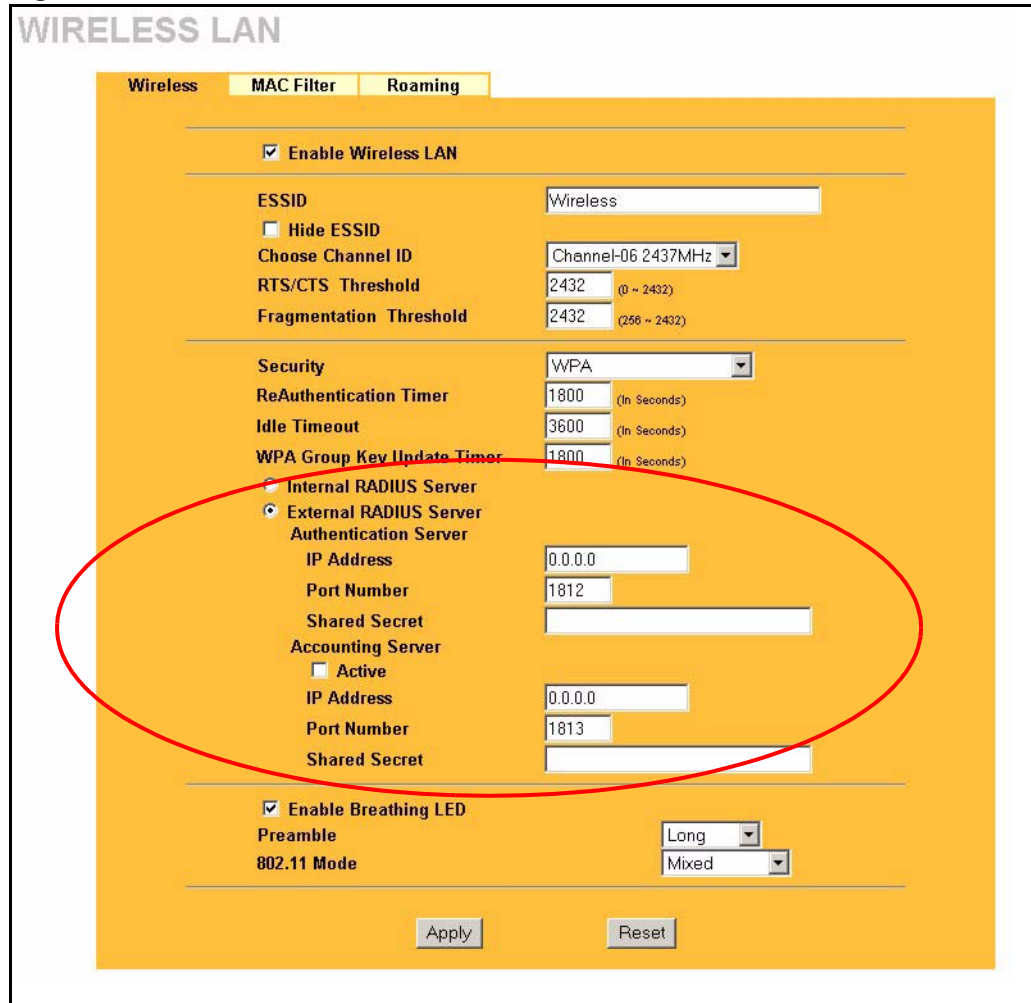 WIRELESS LAN
Wireless MAC Filter Roaming
Enable Wireless LAN
ESSID Wireless
Hide ESSID
Choose Channel ID Channel-06 2437MHz
RTS/CTS Threshold 2432 (0 ~ 2432)
Fragmentation Threshold 2432 (256 ~ 2432)
Security WPA
ReAuthentication Timer 1800 (In Seconds)
Idle Timeout 3600 (In Seconds)
WPA Group Key Update Timer 1800 (In Seconds)
Internal RADIUS Server
External RADIUS Server
Authentication Server
IP Address 0.0.0.0
Port Number 1812
Shared Secret
Accounting Server
Active
IP Address 0.0.0.0
Port Number 1813
Shared Secret
Enable Breathing LED
Preamble Long
802.11 Mode Mixed
Apply Reset